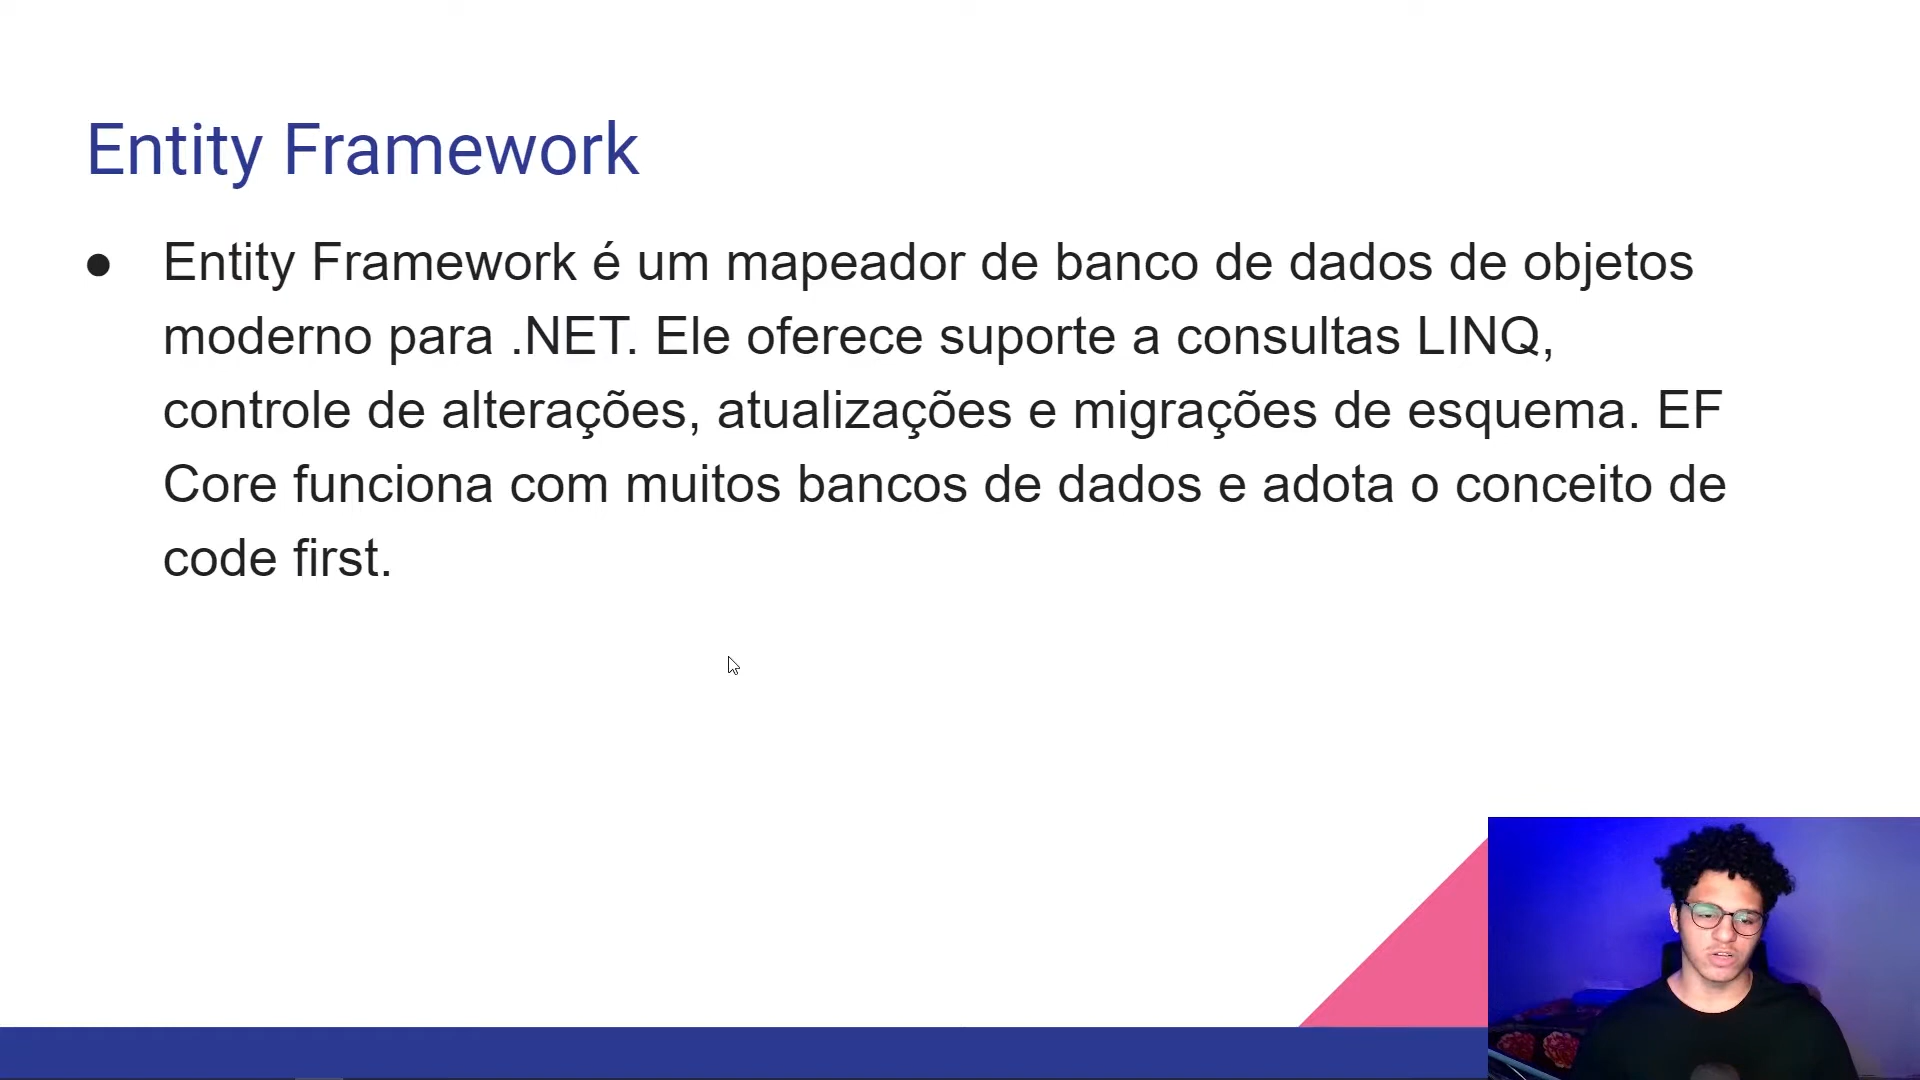 Entity Framework
● Entity Framework é um mapeador de banco de dados de objetos
moderno para .NET. Ele oferece suporte a consultas LINQ,
controle de alterações, atualizações e migrações de esquema. EF
Core funciona com muitos bancos de dados e adota o conceito de
code first.